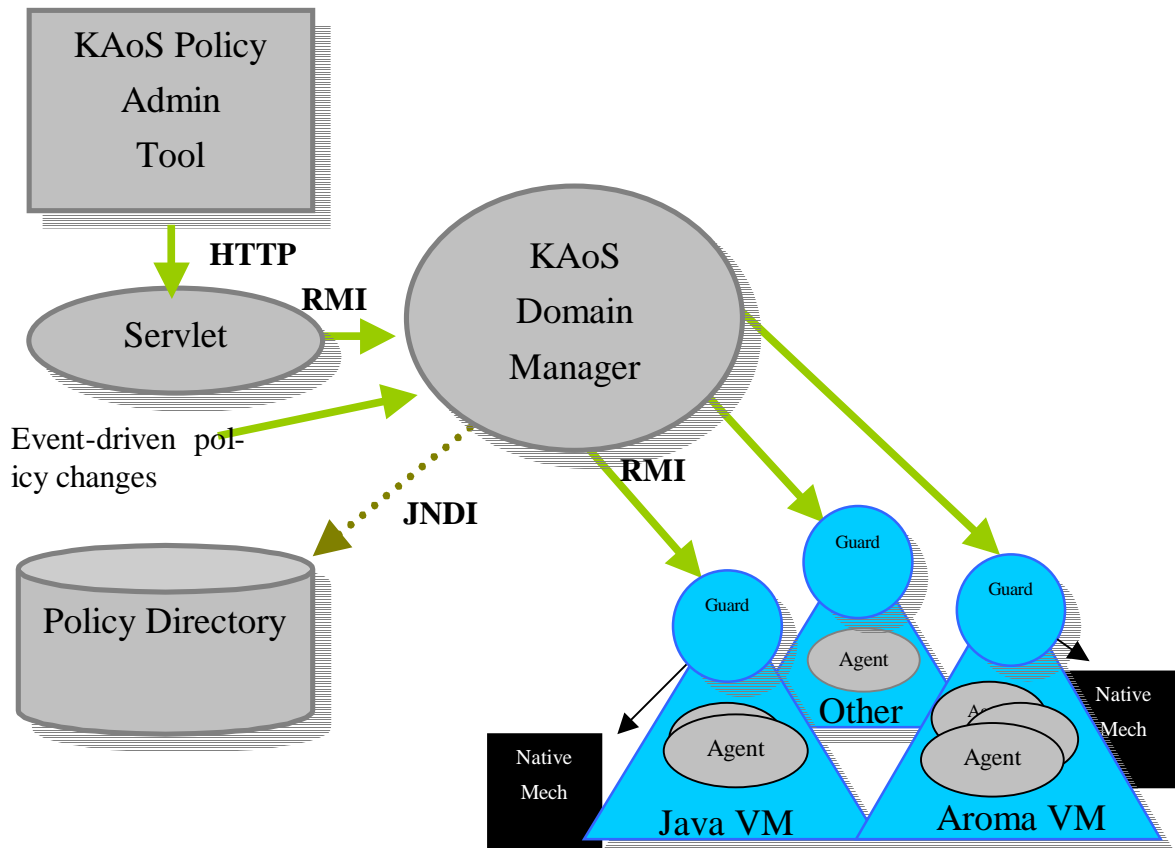 KAoS Policy
Admin
Tool
HTTP
RMI
Servlet
KAoS
Domain
Manager
Event-driven pol-
icy changes
RMI
JNDI
Policy Directory
Guard
Guard
Guard
Agent
Other
Agent
Java VM
Agent
Aroma VM
Native
Mech
Native
Mech